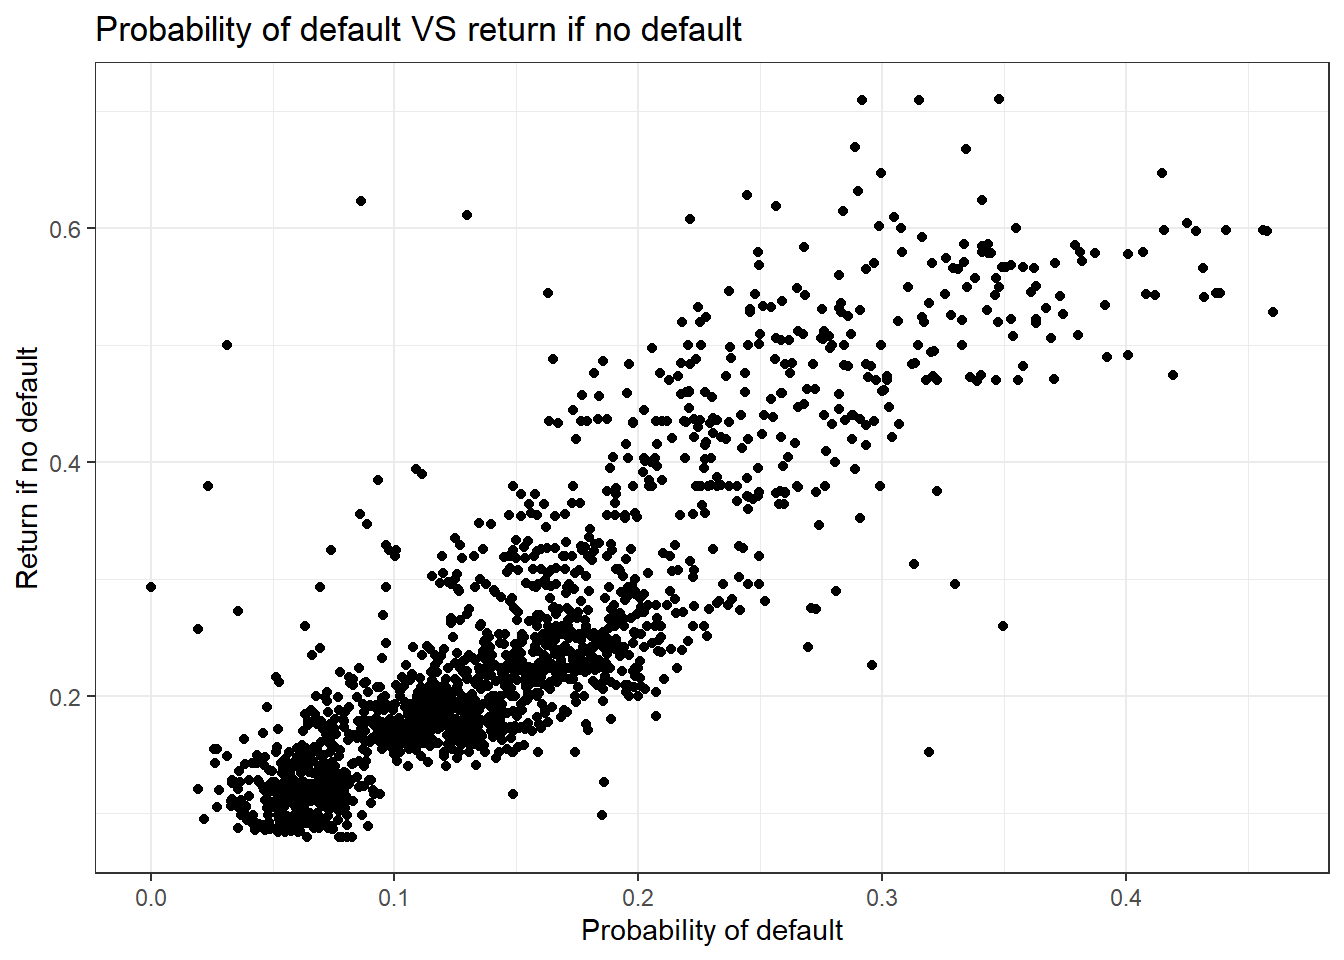 Probability of default VS return if no default
Return if no default
0.6
0.4
0.2
0.0 0.1 0.2 0.3 0.4
Probability of default